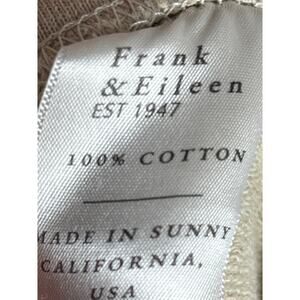 Frank
& Eileen
EST 1947
100% COTTON
MADE IN SUNNY
CALIFORNIA,
USA